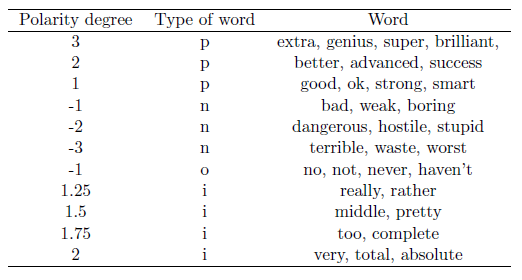 Polarity degree Type of word Word
3 p extra, genius, super, brilliant,
2 p better, advanced, success
1 p good, ok, strong, smart
-1 n bad, weak, boring
-2 n dangerous, hostile, stupid
-3 n terrible, waste, worst
-1 o no, not, never, haven't
1.25 i really, rather
1.5 i middle, pretty
1.75 i too, complete
2 i very, total, absolute